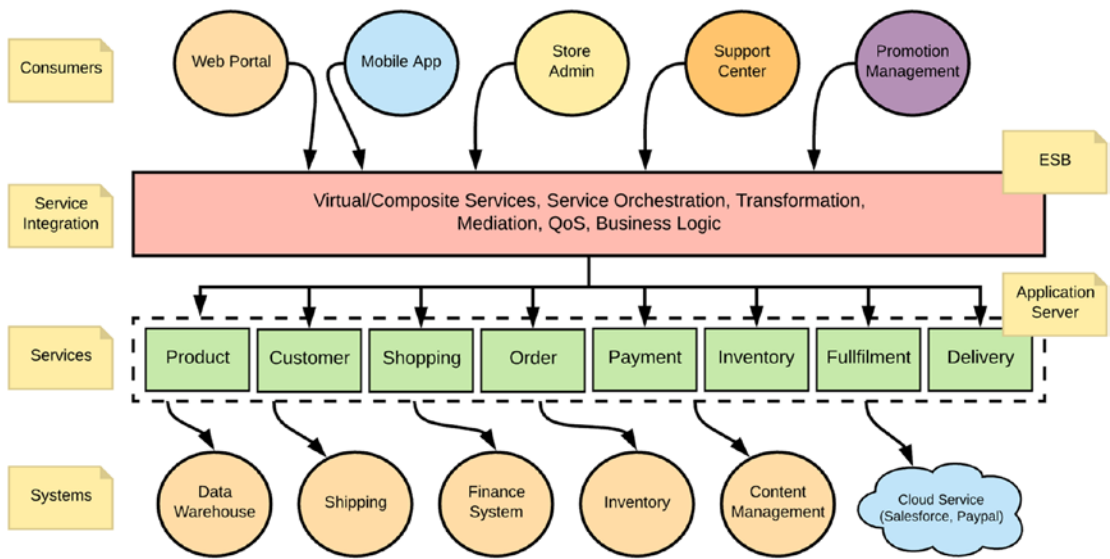 Consumers
Web Portal
Mobile App
Store
Admin
Support
Center
Promotion
Management
ESB
Service
Integration
Virtual/Composite Services, Service Orchestration, Transformation,
Mediation, QoS, Business Logic
Application
Server
Services
Product
Customer
Shopping
Order
Payment
Inventory
Fullfilment
Delivery
Systems
Data
Warehouse
Shipping
Finance
System
Inventory
Content
Management
Cloud Service
(Salesforce, Paypal)